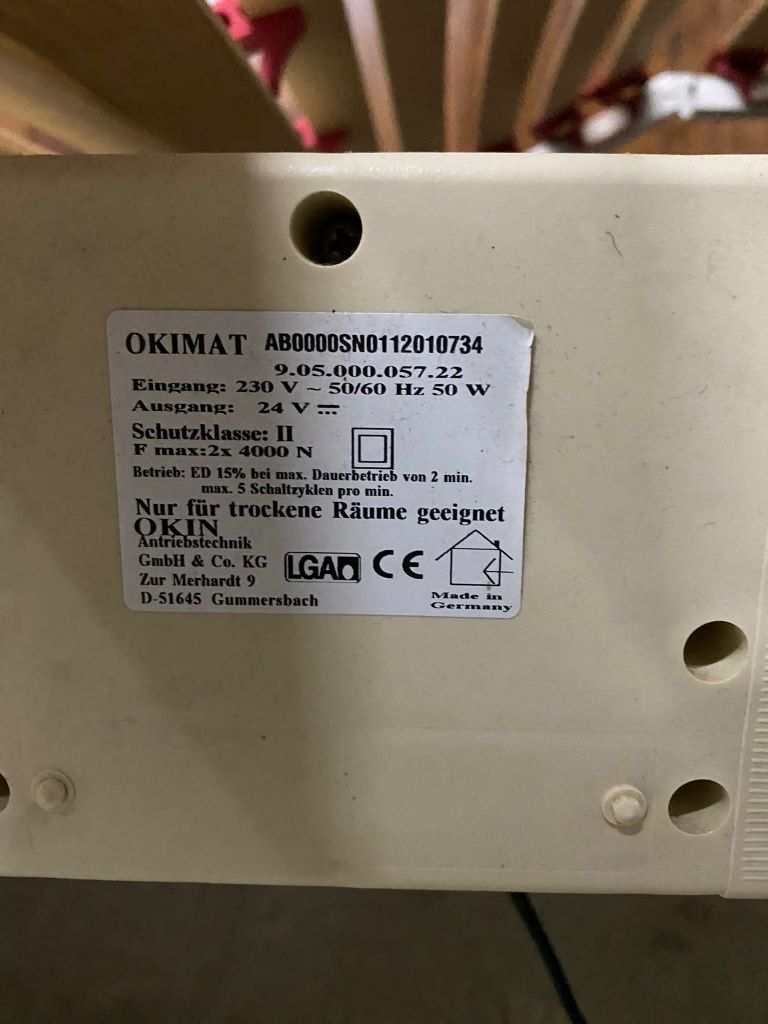 OKIMAT AB0000SN0112010734
9.05.000.057.22
Eingang: 230 V ~ 50/60 Hz 50 W
Ausgang: 24 V ⎓
Schutzklasse: II
F max:2x 4000 N
Betrieb: ED 15% bei max. Dauerbetrieb von 2 min.
max. 5 Schaltzyklen pro min.
Nur für trockene Räume geeignet
OKIN
Antriebstechnik
GmbH & Co. KG
Zur Merhardt 9
D-51645 Gummersbach
LGA CE
Made in
Germany